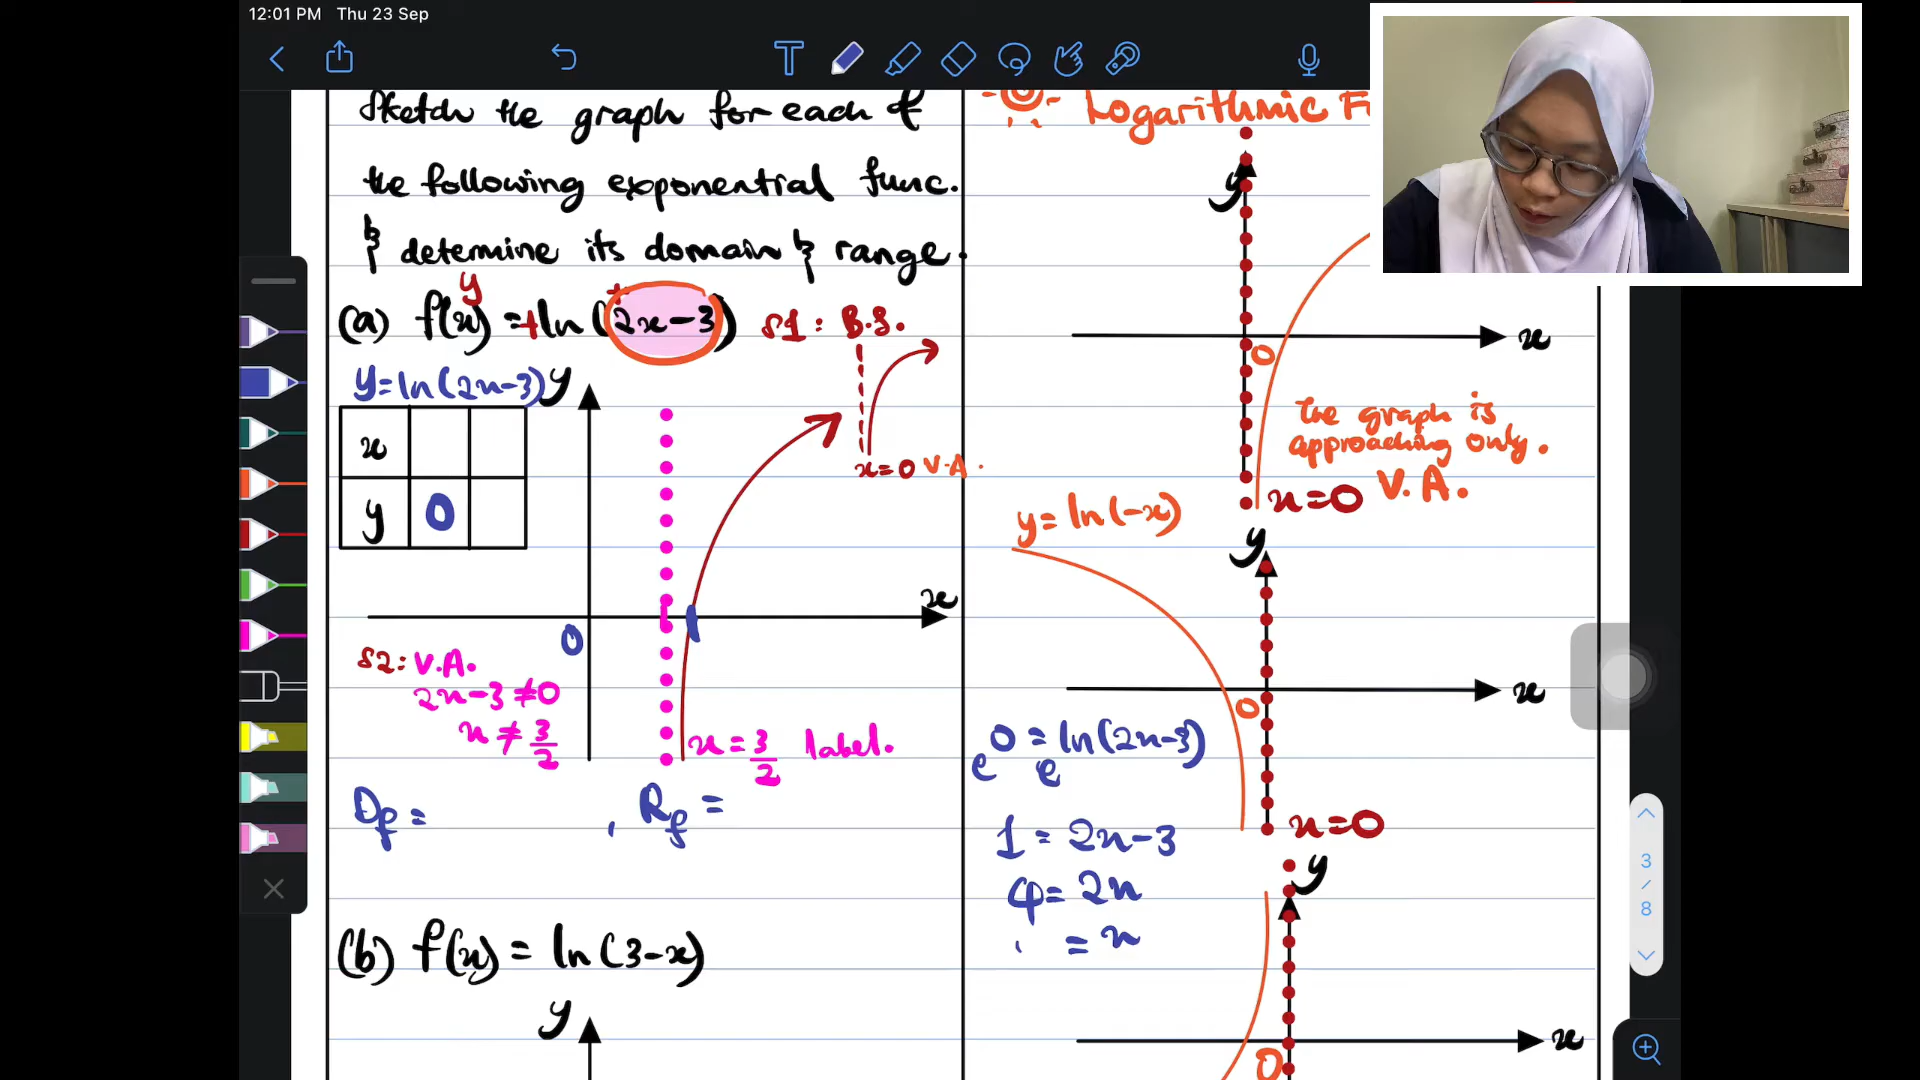 12:01 PM Thu 23 Sep
Sketch the graph for each of
the following exponential func.
& determine its domain & range.
y
(a) f(x) = + ln (2x-3)
+
S1 : B.S.
x=0 V.A.
y=ln(2x-3)
y
x
y 0
x
0
S2: V.A.
2x-3 ≠0
x ≠ 3/2
x = 3/2 label.
Df = , Rf =
(b) f(x) = ln (3-x)
y
Logarithmic F
y
x
0
the graph is
approaching only.
x=0 V.A.
y= ln(-x)
y
x
0
x=0
0 = ln(2x-3)
e e
1 = 2x-3
4 = 2x
= x
y
x
0
3
/
8